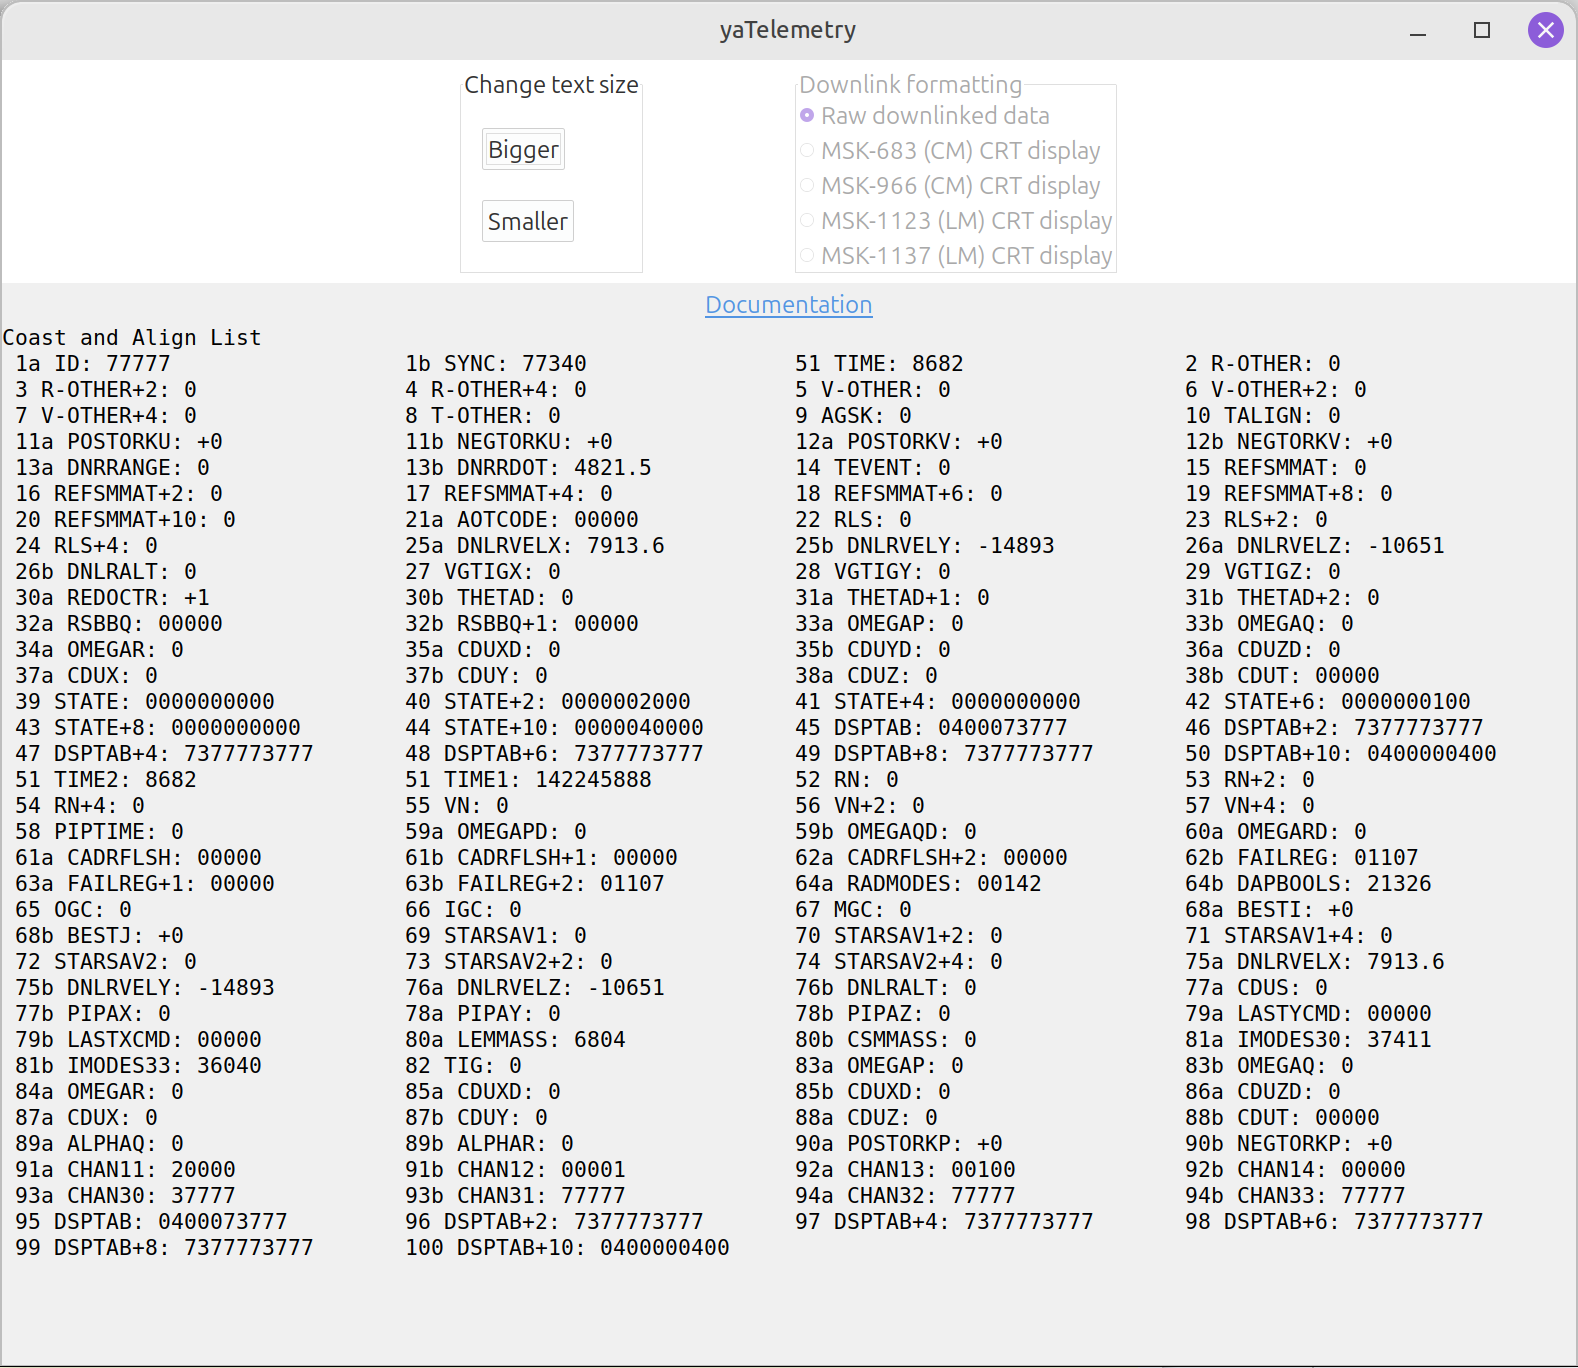 yaTelemetry
Change text size
Bigger
Smaller
Downlink formatting
Raw downlinked data
MSK-683 (CM) CRT display
MSK-966 (CM) CRT display
MSK-1123 (LM) CRT display
MSK-1137 (LM) CRT display
Documentation
Coast and Align List
1a ID: 77777 1b SYNC: 77340 51 TIME: 8682 2 R-OTHER: 0
3 R-OTHER+2: 0 4 R-OTHER+4: 0 5 V-OTHER: 0 6 V-OTHER+2: 0
7 V-OTHER+4: 0 8 T-OTHER: 0 9 AGSK: 0 10 TALIGN: 0
11a POSTORKU: +0 11b NEGTORKU: +0 12a POSTORKV: +0 12b NEGTORKV: +0
13a DNRRANGE: 0 13b DNRRDOT: 4821.5 14 TEVENT: 0 15 REFSMMAT: 0
16 REFSMMAT+2: 0 17 REFSMMAT+4: 0 18 REFSMMAT+6: 0 19 REFSMMAT+8: 0
20 REFSMMAT+10: 0 21a AOTCODE: 00000 22 RLS: 0 23 RLS+2: 0
24 RLS+4: 0 25a DNLRVELX: 7913.6 25b DNLRVELY: -14893 26a DNLRVELZ: -10651
26b DNLRALT: 0 27 VGTIGX: 0 28 VGTIGY: 0 29 VGTIGZ: 0
30a REDOCTR: +1 30b THETAD: 0 31a THETAD+1: 0 31b THETAD+2: 0
32a RSBBQ: 00000 32b RSBBQ+1: 00000 33a OMEGAP: 0 33b OMEGAQ: 0
34a OMEGAR: 0 35a CDUXD: 0 35b CDUYD: 0 36a CDUZD: 0
37a CDUX: 0 37b CDUY: 0 38a CDUZ: 0 38b CDUT: 00000
39 STATE: 0000000000 40 STATE+2: 0000002000 41 STATE+4: 0000000000 42 STATE+6: 0000000100
43 STATE+8: 0000000000 44 STATE+10: 0000040000 45 DSPTAB: 0400073777 46 DSPTAB+2: 7377773777
47 DSPTAB+4: 7377773777 48 DSPTAB+6: 7377773777 49 DSPTAB+8: 7377773777 50 DSPTAB+10: 0400000400
51 TIME2: 8682 51 TIME1: 142245888 52 RN: 0 53 RN+2: 0
54 RN+4: 0 55 VN: 0 56 VN+2: 0 57 VN+4: 0
58 PIPTIME: 0 59a OMEGAPD: 0 59b OMEGAQD: 0 60a OMEGARD: 0
61a CADRFLSH: 00000 61b CADRFLSH+1: 00000 62a CADRFLSH+2: 00000 62b FAILREG: 01107
63a FAILREG+1: 00000 63b FAILREG+2: 01107 64a RADMODES: 00142 64b DAPBOOLS: 21326
65 OGC: 0 66 IGC: 0 67 MGC: 0 68a BESTI: +0
68b BESTJ: +0 69 STARSAV1: 0 70 STARSAV1+2: 0 71 STARSAV1+4: 0
72 STARSAV2: 0 73 STARSAV2+2: 0 74 STARSAV2+4: 0 75a DNLRVELX: 7913.6
75b DNLRVELY: -14893 76a DNLRVELZ: -10651 76b DNLRALT: 0 77a CDUS: 0
77b PIPAX: 0 78a PIPAY: 0 78b PIPAZ: 0 79a LASTYCMD: 00000
79b LASTXCMD: 00000 80a LEMMASS: 6804 80b CSMMASS: 0 81a IMODES30: 37411
81b IMODES33: 36040 82 TIG: 0 83a OMEGAP: 0 83b OMEGAQ: 0
84a OMEGAR: 0 85a CDUXD: 0 85b CDUXD: 0 86a CDUZD: 0
87a CDUX: 0 87b CDUY: 0 88a CDUZ: 0 88b CDUT: 00000
89a ALPHAQ: 0 89b ALPHAR: 0 90a POSTORKP: +0 90b NEGTORKP: +0
91a CHAN11: 20000 91b CHAN12: 00001 92a CHAN13: 00100 92b CHAN14: 00000
93a CHAN30: 37777 93b CHAN31: 77777 94a CHAN32: 77777 94b CHAN33: 77777
95 DSPTAB: 0400073777 96 DSPTAB+2: 7377773777 97 DSPTAB+4: 7377773777 98 DSPTAB+6: 7377773777
99 DSPTAB+8: 7377773777 100 DSPTAB+10: 0400000400